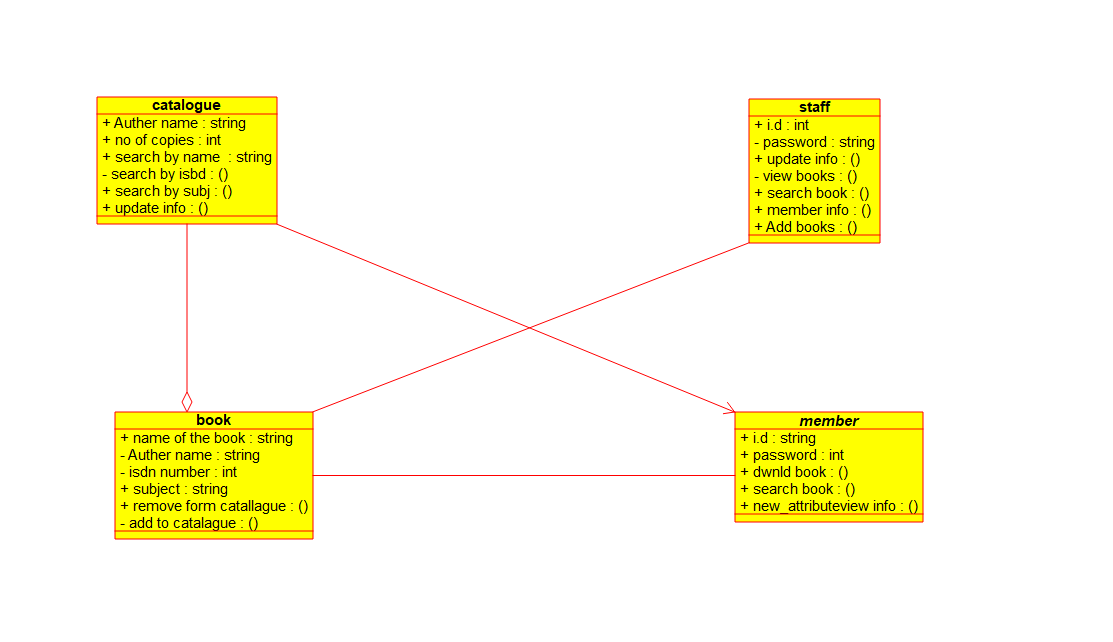 catalogue
+ Auther name : string
+ no of copies : int
+ search by name  : string
- search by isbd : ()
+ search by subj : ()
+ update info : ()
staff
+ i.d : int
- password : string
+ update info : ()
- view books : ()
+ search book : ()
+ member info : ()
+ Add books : ()
book
+ name of the book : string
- Auther name : string
- isdn number : int
+ subject : string
+ remove form catallague : ()
- add to catalague : ()
member
+ i.d : string
+ password : int
+ dwnld book : ()
+ search book : ()
+ new_attributeview info : ()